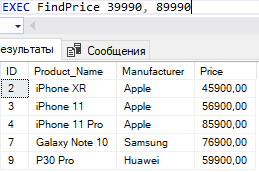 EXEC FindPrice 39990, 89990
езультаты Сообщения
ID Product_Name Manufacturer Price
2 iPhone XR Apple 45900,00
3 iPhone 11 Apple 56900,00
4 iPhone 11 Pro Apple 85900,00
7 Galaxy Note 10 Samsung 76900,00
9 P30 Pro Huawei 59900,00